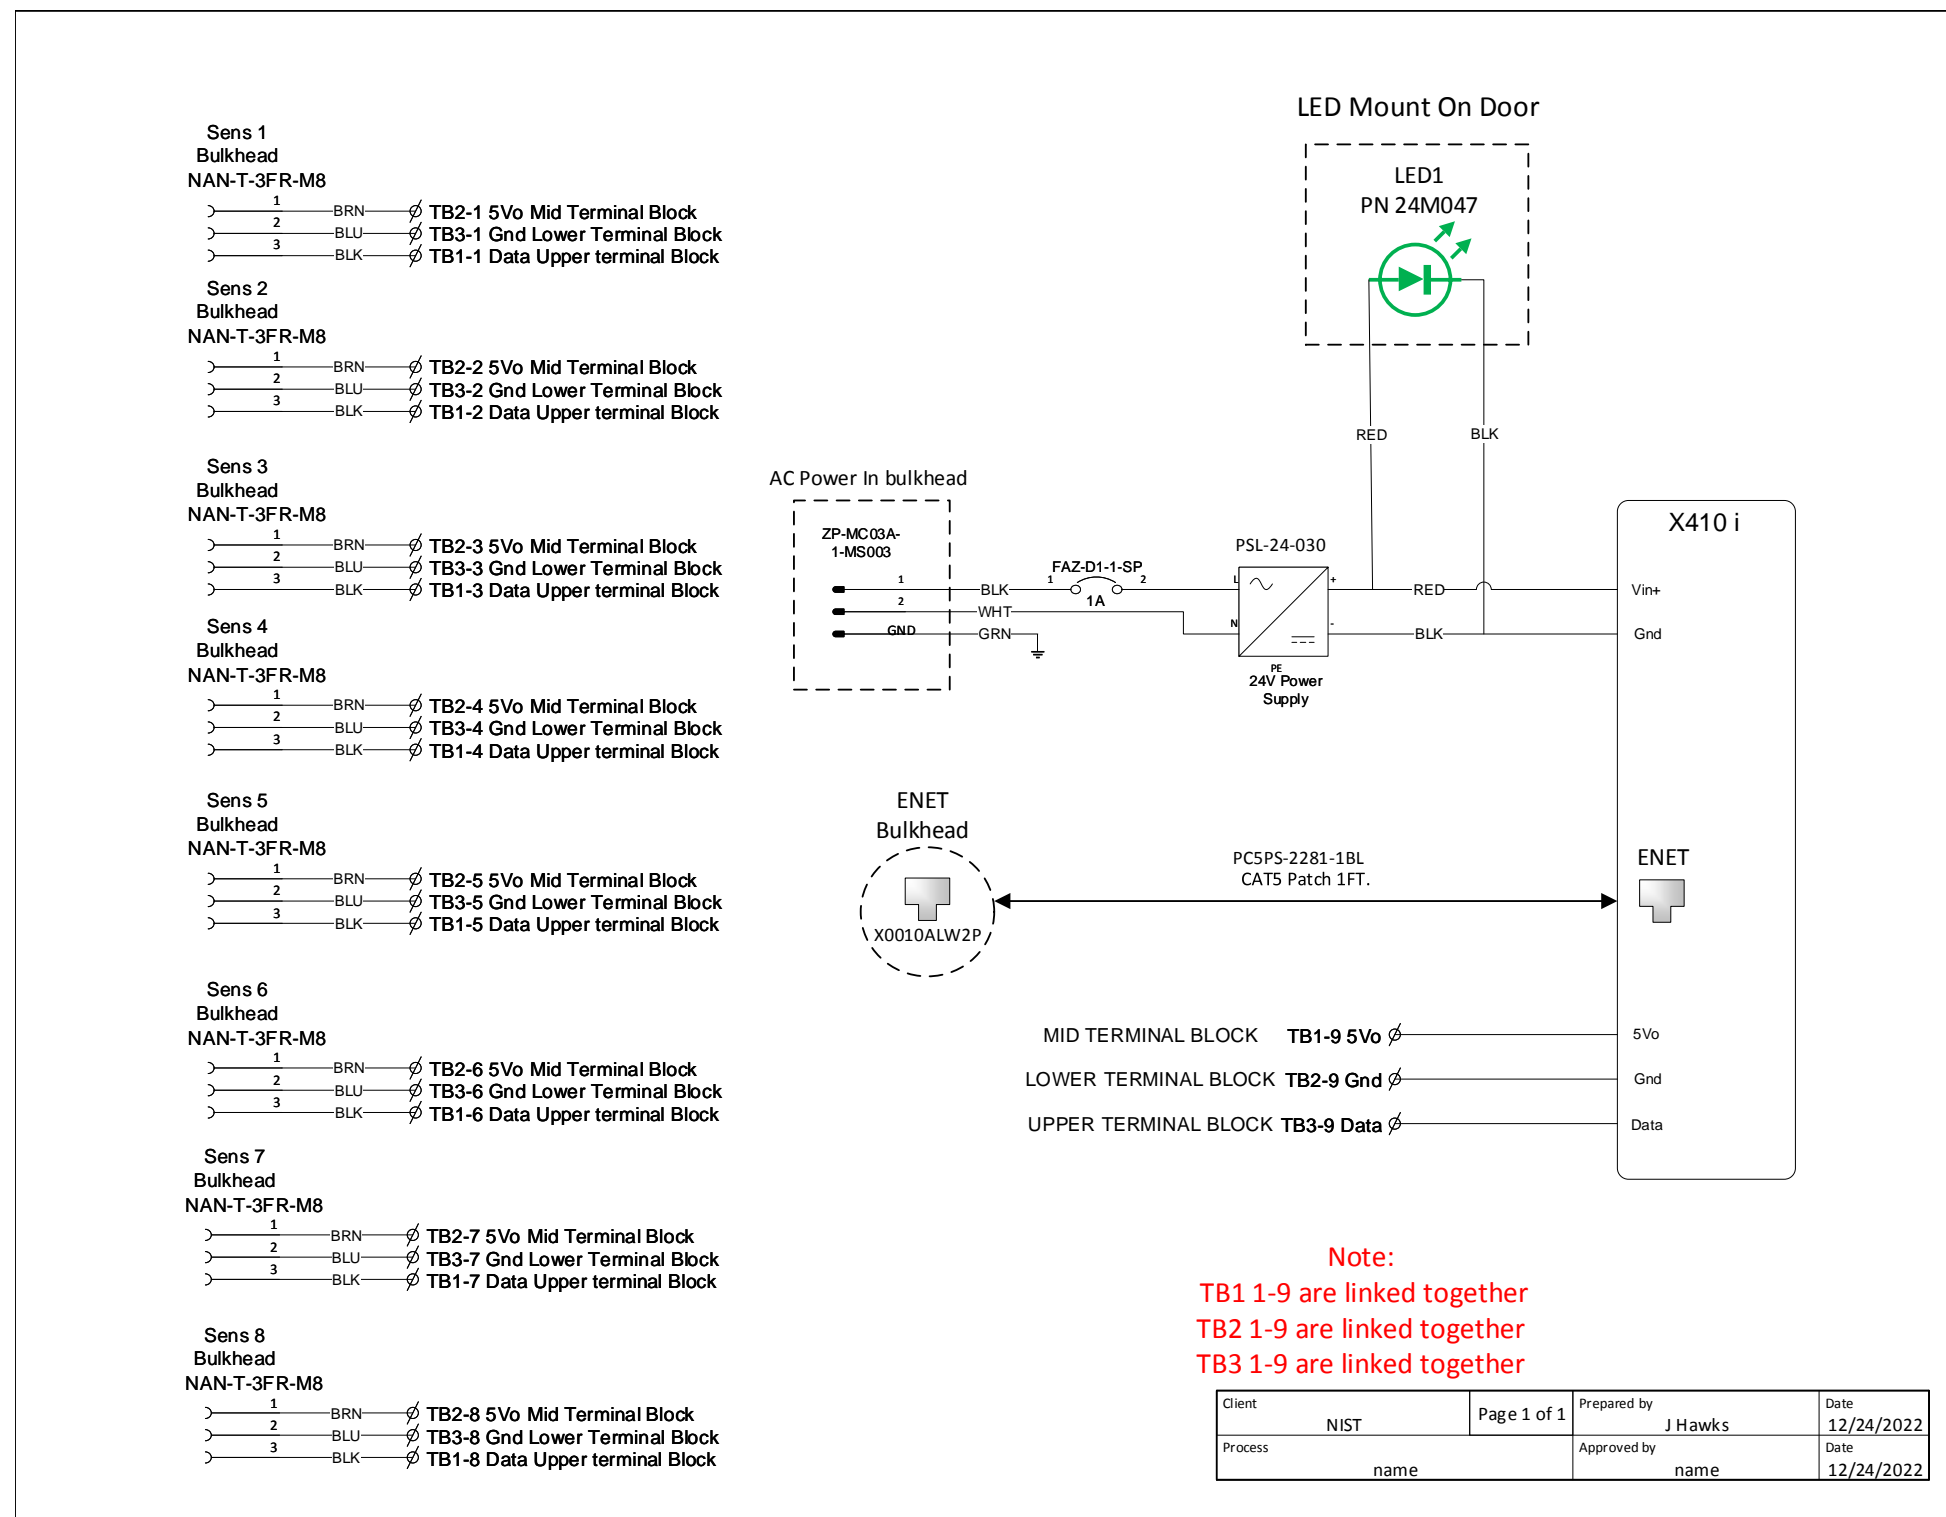 Sens 1
Bulkhead
NAN-T-3FR-M8
1 BRN TB2-1 5Vo Mid Terminal Block
2 BLU TB3-1 Gnd Lower Terminal Block
3 BLK TB1-1 Data Upper terminal Block
Sens 2
Bulkhead
NAN-T-3FR-M8
1 BRN TB2-2 5Vo Mid Terminal Block
2 BLU TB3-2 Gnd Lower Terminal Block
3 BLK TB1-2 Data Upper terminal Block
Sens 3
Bulkhead
NAN-T-3FR-M8
1 BRN TB2-3 5Vo Mid Terminal Block
2 BLU TB3-3 Gnd Lower Terminal Block
3 BLK TB1-3 Data Upper terminal Block
Sens 4
Bulkhead
NAN-T-3FR-M8
1 BRN TB2-4 5Vo Mid Terminal Block
2 BLU TB3-4 Gnd Lower Terminal Block
3 BLK TB1-4 Data Upper terminal Block
Sens 5
Bulkhead
NAN-T-3FR-M8
1 BRN TB2-5 5Vo Mid Terminal Block
2 BLU TB3-5 Gnd Lower Terminal Block
3 BLK TB1-5 Data Upper terminal Block
Sens 6
Bulkhead
NAN-T-3FR-M8
1 BRN TB2-6 5Vo Mid Terminal Block
2 BLU TB3-6 Gnd Lower Terminal Block
3 BLK TB1-6 Data Upper terminal Block
Sens 7
Bulkhead
NAN-T-3FR-M8
1 BRN TB2-7 5Vo Mid Terminal Block
2 BLU TB3-7 Gnd Lower Terminal Block
3 BLK TB1-7 Data Upper terminal Block
Sens 8
Bulkhead
NAN-T-3FR-M8
1 BRN TB2-8 5Vo Mid Terminal Block
2 BLU TB3-8 Gnd Lower Terminal Block
3 BLK TB1-8 Data Upper terminal Block
LED Mount On Door
LED1
PN 24M047
RED BLK
AC Power In bulkhead
ZP-MC03A-
1-MS003
1 BLK
2 WHT
GND GRN
FAZ-D1-1-SP
1 2
1A
PSL-24-030
L +
N -
PE
24V Power
Supply
RED
BLK
X410 i
Vin+
Gnd
ENET
Bulkhead
X0010ALW2P
PC5PS-2281-1BL
CAT5 Patch 1FT.
ENET
MID TERMINAL BLOCK TB1-9 5Vo 5Vo
LOWER TERMINAL BLOCK TB2-9 Gnd Gnd
UPPER TERMINAL BLOCK TB3-9 Data Data
Note:
TB1 1-9 are linked together
TB2 1-9 are linked together
TB3 1-9 are linked together
Client
NIST
Page 1 of 1
Prepared by
J Hawks
Date
12/24/2022
Process
name
Approved by
name
Date
12/24/2022